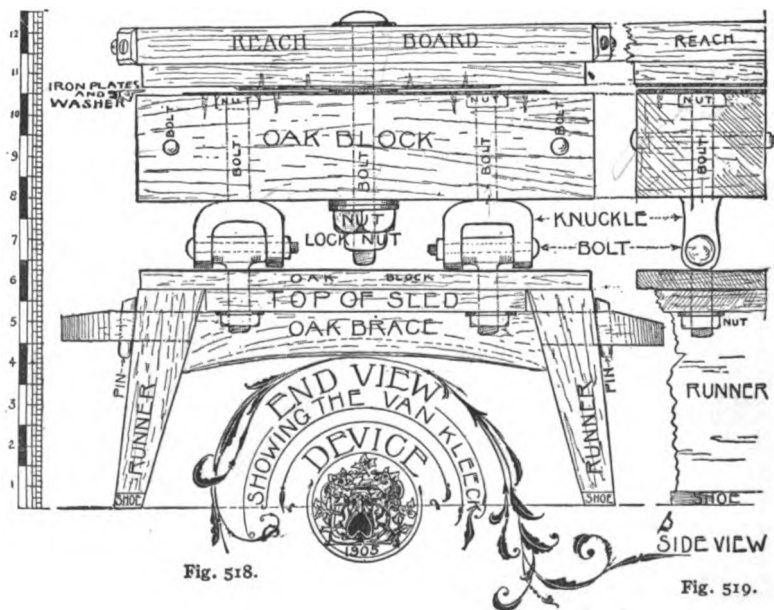 12
11
10
9
8
7
6
5
4
3
2
1
REACH BOARD
REACH
IRON PLATES
AND
WASHER
NUT
NUT
NUT
BOLT
BOLT
OAK BLOCK
BOLT
BOLT
BOLT
BOLT
NUT
LOCK NUT
KNUCKLE
BOLT
OAK BLOCK
TOP OF SLED
OAK BRACE
NUT
PIN
PIN
RUNNER
RUNNER
RUNNER
SHOE
SHOE
SHOE
END VIEW
SHOWING THE VAN KLEECK
DEVICE
1905
SIDE VIEW
Fig. 518.
Fig. 519.